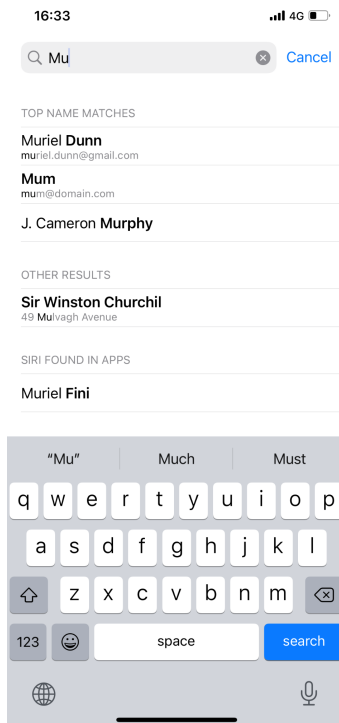 16:33 4G
Mu Cancel
TOP NAME MATCHES
Muriel Dunn
muriel.dunn@gmail.com
Mum
mum@domain.com
J. Cameron Murphy
OTHER RESULTS
Sir Winston Churchil
49 Mulvagh Avenue
SIRI FOUND IN APPS
Muriel Fini
“Mu” Much Must
q w e r t y u i o p
a s d f g h j k l
z x c v b n m
123 space search